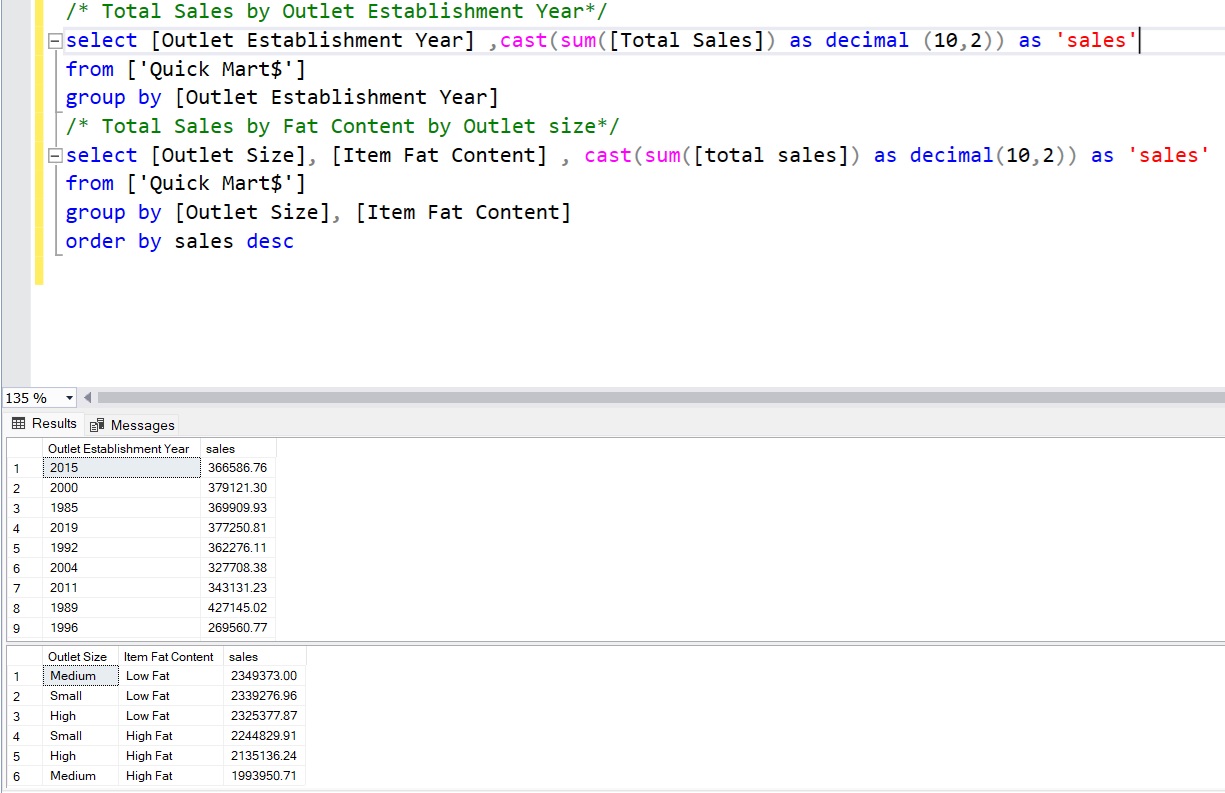 /* Total Sales by Outlet Establishment Year*/
select [Outlet Establishment Year] ,cast(sum([Total Sales]) as decimal (10,2)) as 'sales'
from ['Quick Mart$']
group by [Outlet Establishment Year]
/* Total Sales by Fat Content by Outlet size*/
select [Outlet Size], [Item Fat Content] , cast(sum([total sales]) as decimal(10,2)) as 'sales'
from ['Quick Mart$']
group by [Outlet Size], [Item Fat Content]
order by sales desc
135 %
Results Messages
Outlet Establishment Year sales
1 2015 366586.76
2 2000 379121.30
3 1985 369909.93
4 2019 377250.81
5 1992 362276.11
6 2004 327708.38
7 2011 343131.23
8 1989 427145.02
9 1996 269560.77
Outlet Size Item Fat Content sales
1 Medium Low Fat 2349373.00
2 Small Low Fat 2339276.96
3 High Low Fat 2325377.87
4 Small High Fat 2244829.91
5 High High Fat 2135136.24
6 Medium High Fat 1993950.71